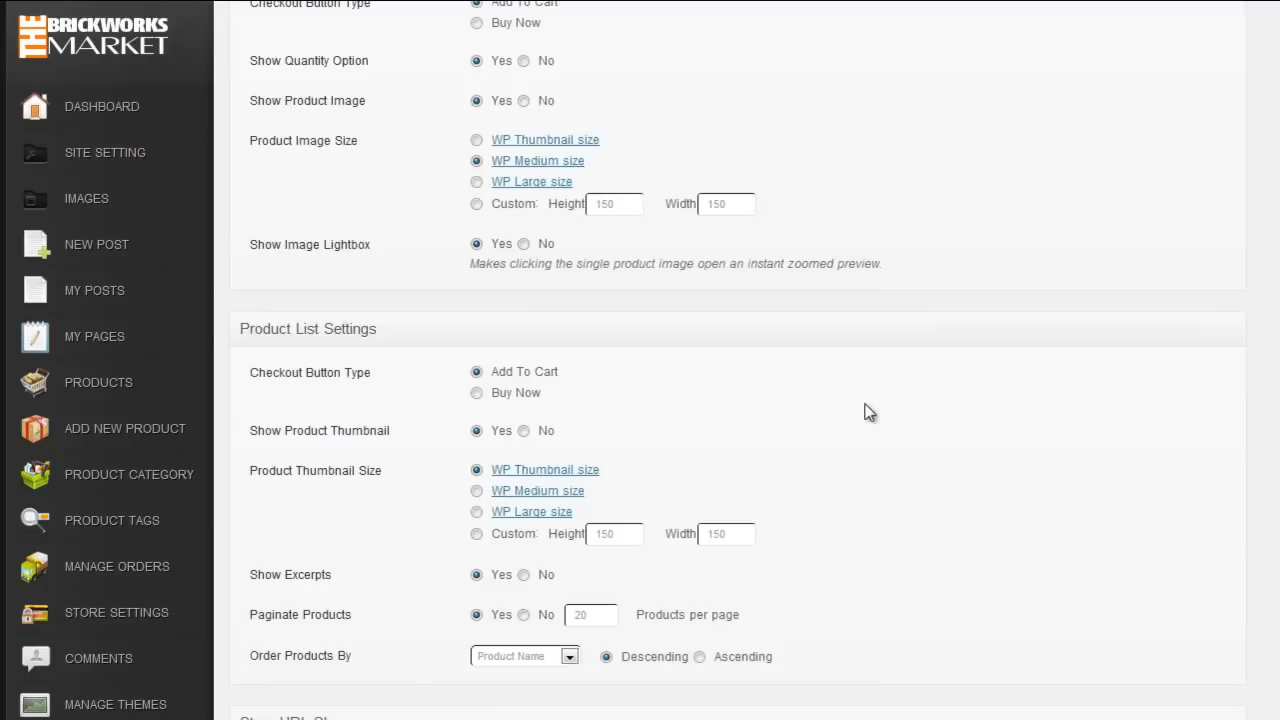 THE BRICKWORKS
MARKET
DASHBOARD
SITE SETTING
IMAGES
NEW POST
MY POSTS
MY PAGES
PRODUCTS
ADD NEW PRODUCT
PRODUCT CATEGORY
PRODUCT TAGS
MANAGE ORDERS
STORE SETTINGS
COMMENTS
MANAGE THEMES
Checkout Button Type Add To Cart
Buy Now
Show Quantity Option Yes No
Show Product Image Yes No
Product Image Size WP Thumbnail size
WP Medium size
WP Large size
Custom: Height 150 Width 150
Show Image Lightbox Yes No
Makes clicking the single product image open an instant zoomed preview.
Product List Settings
Checkout Button Type Add To Cart
Buy Now
Show Product Thumbnail Yes No
Product Thumbnail Size WP Thumbnail size
WP Medium size
WP Large size
Custom: Height 150 Width 150
Show Excerpts Yes No
Paginate Products Yes No 20 Products per page
Order Products By Product Name Descending Ascending